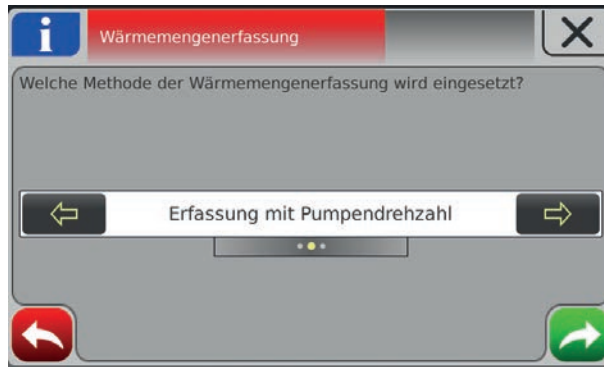 i
Wärmemengenerfassung
Welche Methode der Wärmemengenerfassung wird eingesetzt?
Erfassung mit Pumpendrehzahl